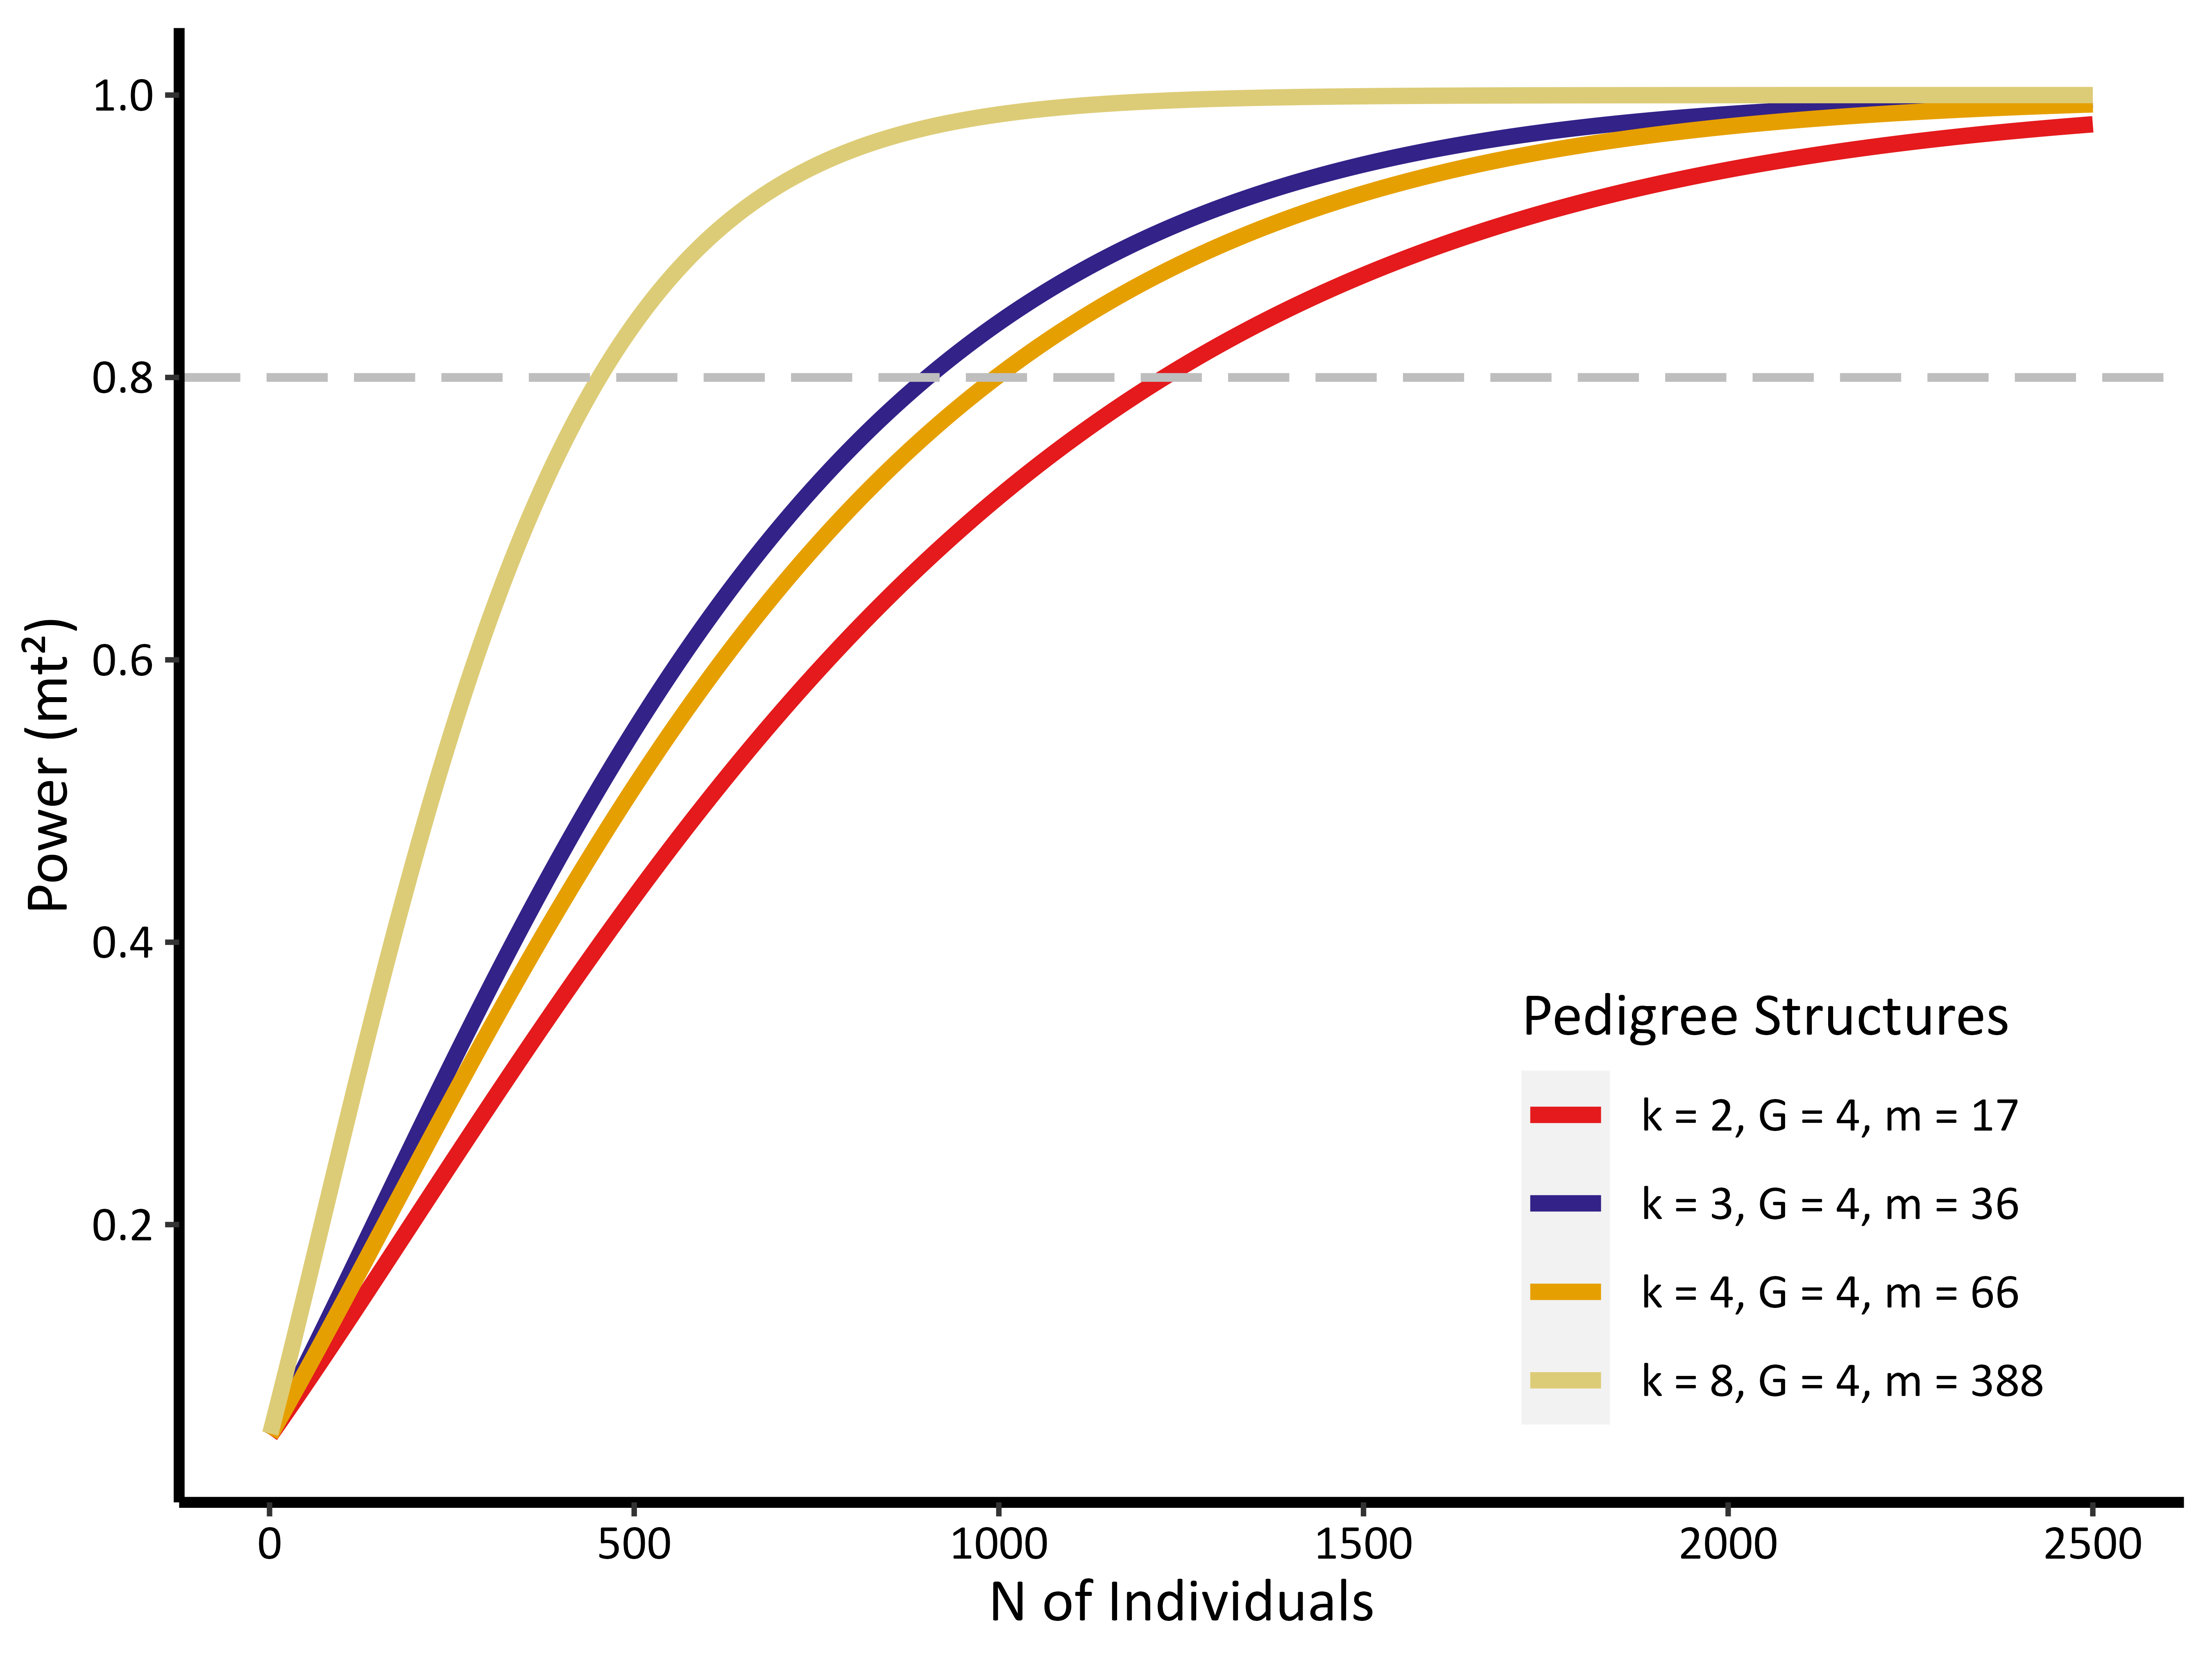 Power (mt²)
1.0
0.8
0.6
0.4
0.2
Pedigree Structures
k = 2, G = 4, m = 17
k = 3, G = 4, m = 36
k = 4, G = 4, m = 66
k = 8, G = 4, m = 388
0 500 1000 1500 2000 2500
N of Individuals